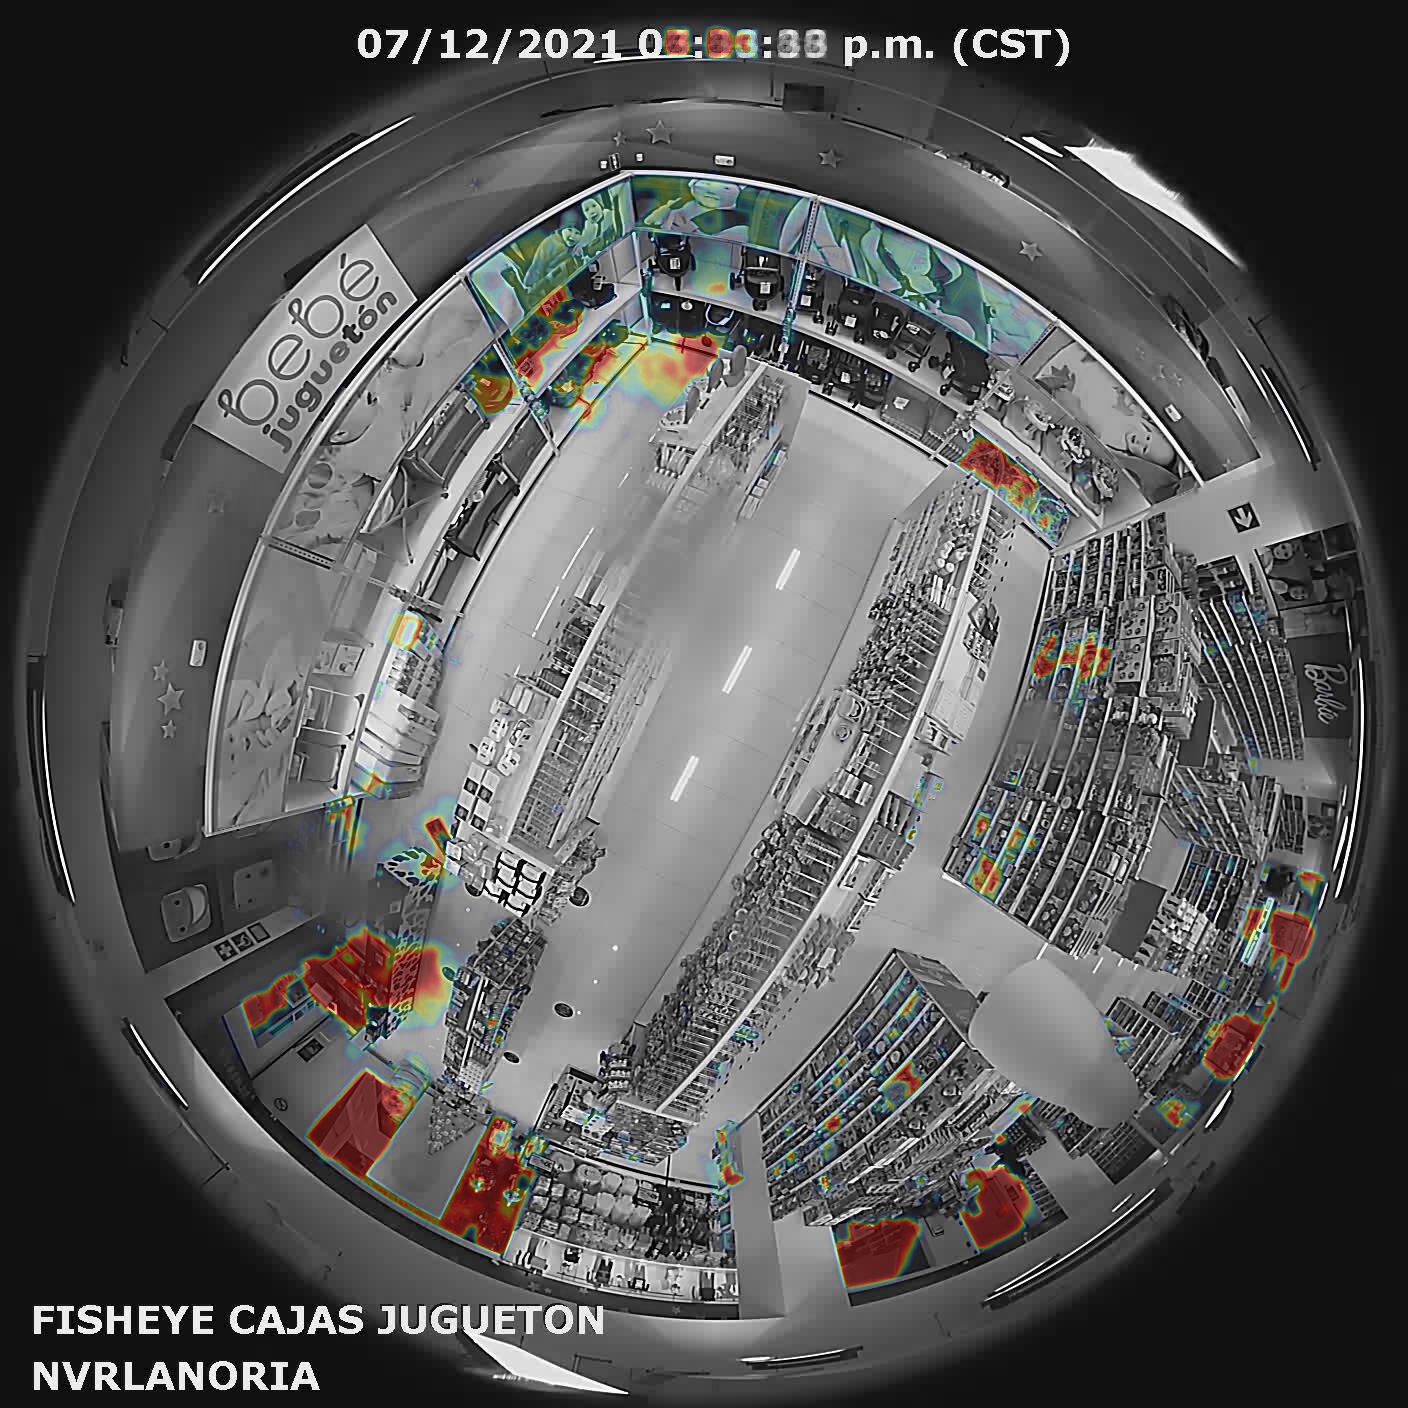 07/12/2021 p.m. (CST)
bebé
juguetón
Barbie
FISHEYE CAJAS JUGUETON
NVRLANORIA